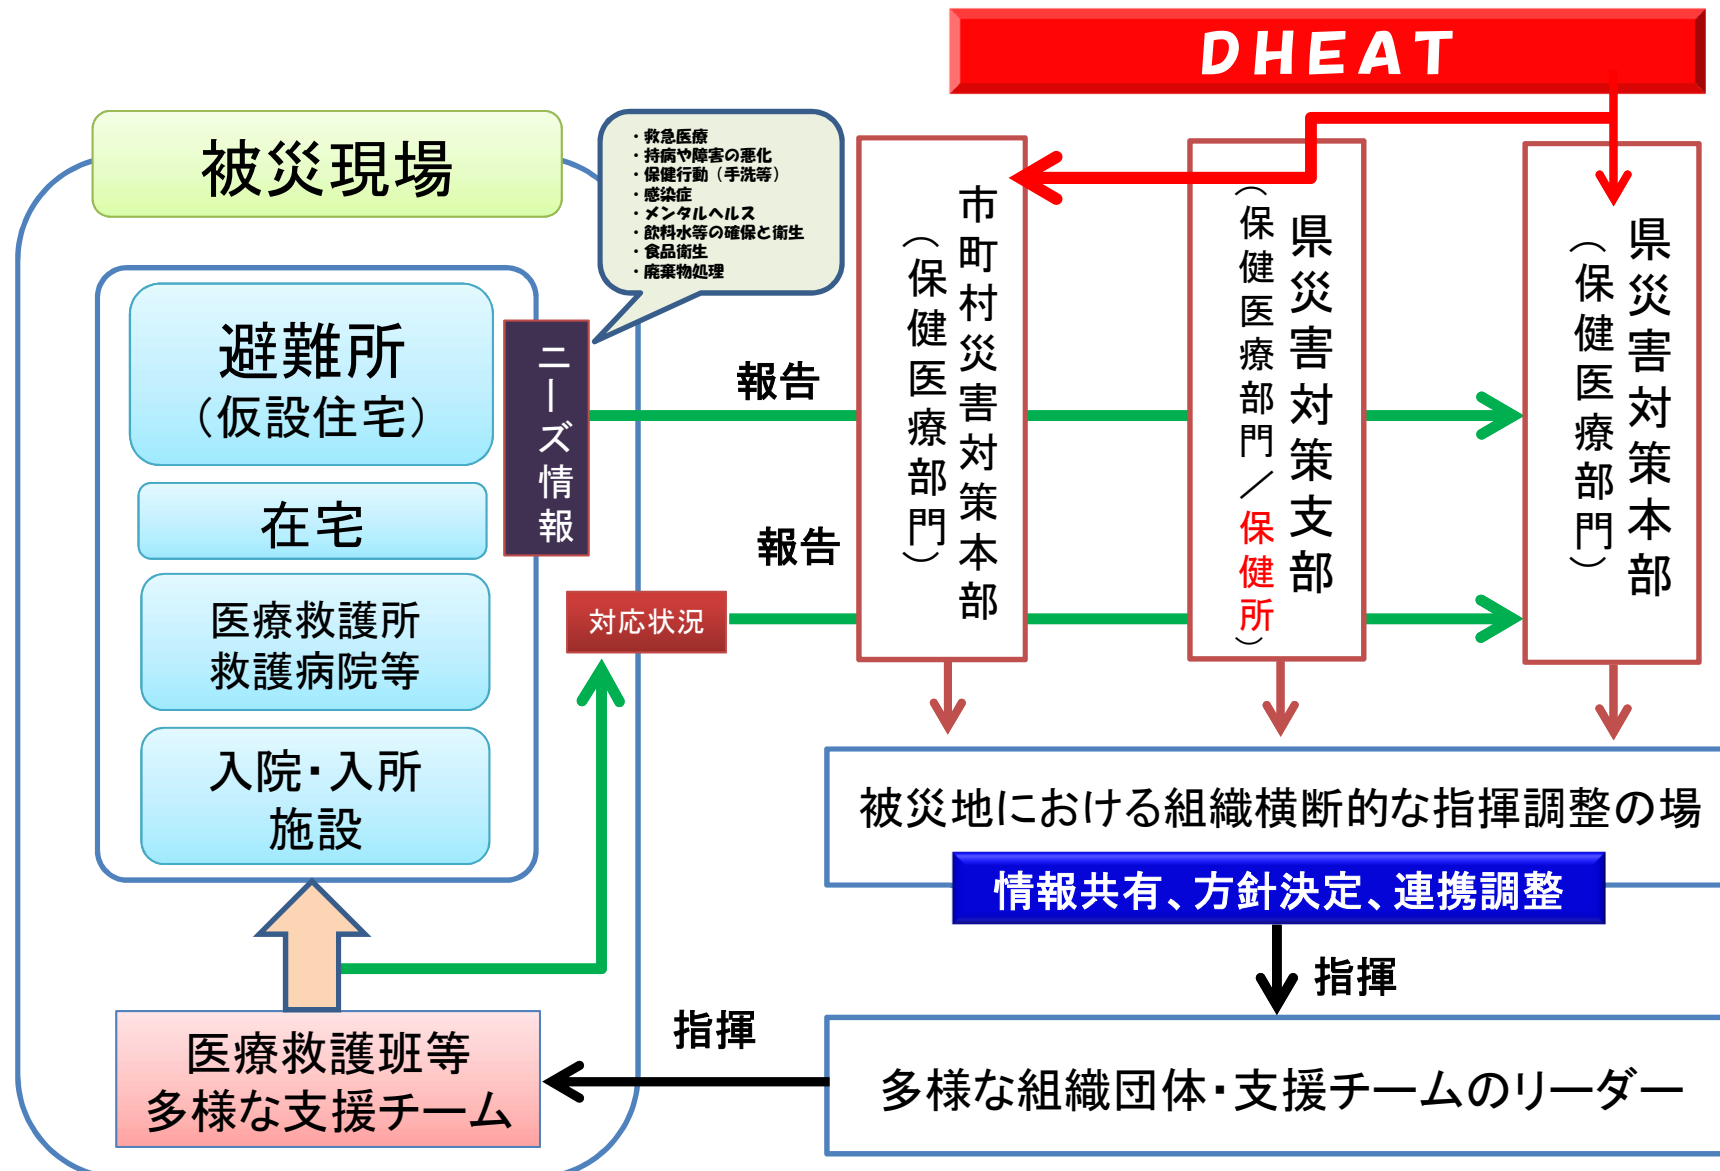 DHEAT
被災現場
・救急医療
・持病や障害の悪化
・保健行動（手洗等）
・感染症
・メンタルヘルス
・飲料水等の確保と衛生
・食品衛生
・廃棄物処理
避難所
（仮設住宅）
在宅
医療救護所
救護病院等
入院・入所
施設
ニーズ情報
対応状況
報告
報告
市町村災害対策本部
（保健医療部門）
県災害対策支部
（保健医療部門／保健所）
県災害対策本部
（保健医療部門）
被災地における組織横断的な指揮調整の場
情報共有、方針決定、連携調整
指揮
多様な組織団体・支援チームのリーダー
指揮
医療救護班等
多様な支援チーム